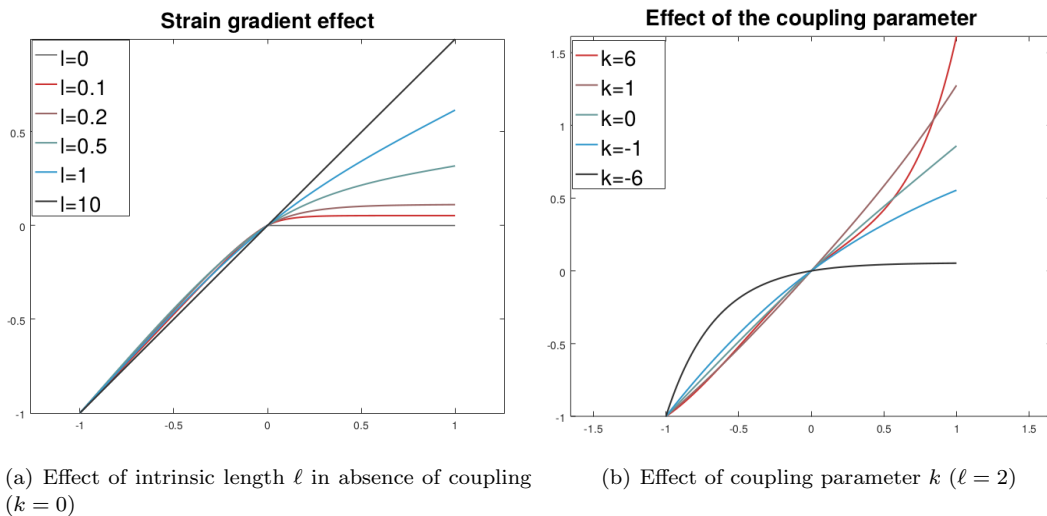 Strain gradient effect
l=0
l=0.1
l=0.2
l=0.5
l=1
l=10
0.5
0
-0.5
-1
-1
-0.5
0
0.5
1
Effect of the coupling parameter
k=6
k=1
k=0
k=-1
k=-6
1.5
1
0.5
0
-0.5
-1
-1.5
-1
-0.5
0
0.5
1
1.5
(a) Effect of intrinsic length ℓ in absence of coupling
(k = 0)
(b) Effect of coupling parameter k (ℓ = 2)